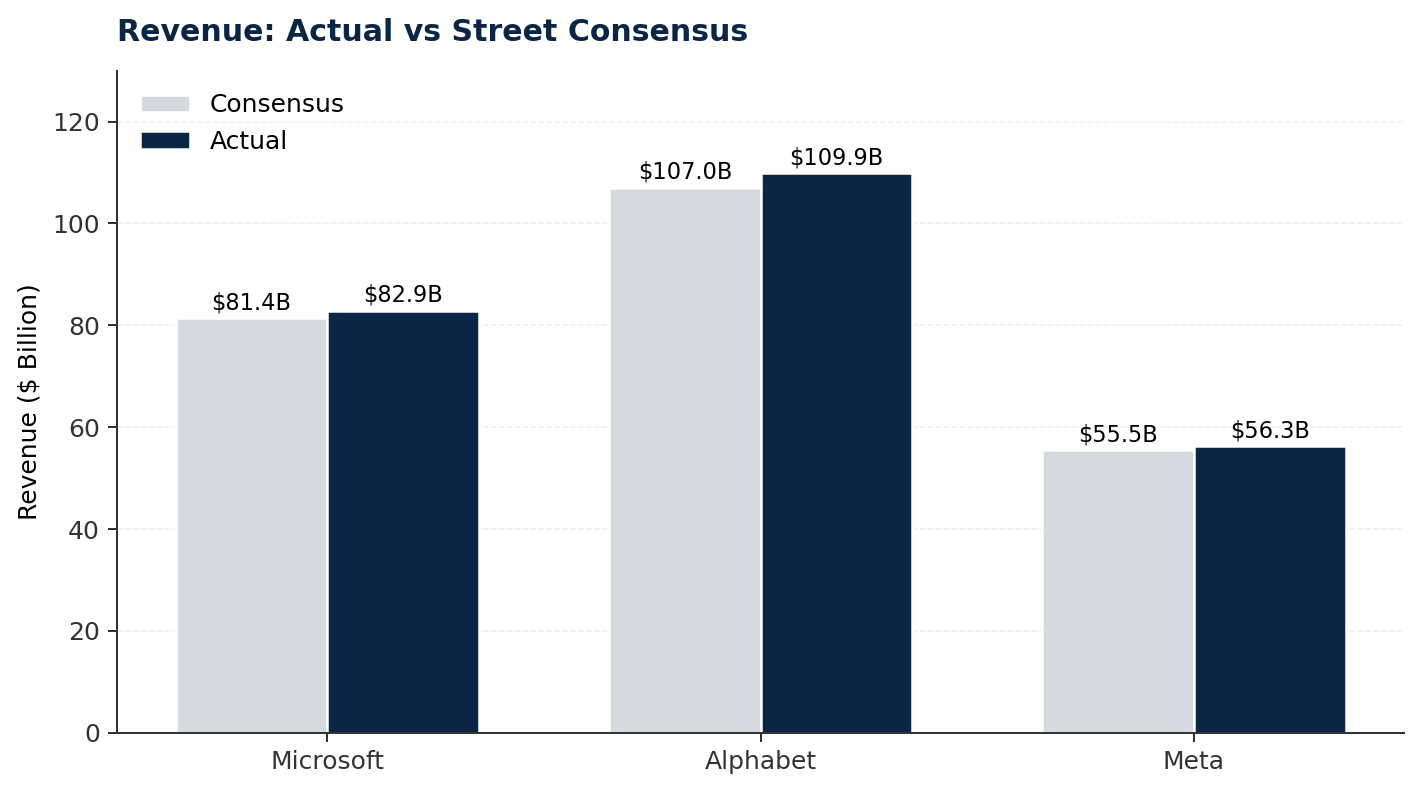 Revenue: Actual vs Street Consensus
Consensus
Actual
Revenue ($ Billion)
120
100
80
60
40
20
0
$81.4B
$82.9B
$107.0B
$109.9B
$55.5B
$56.3B
Microsoft
Alphabet
Meta